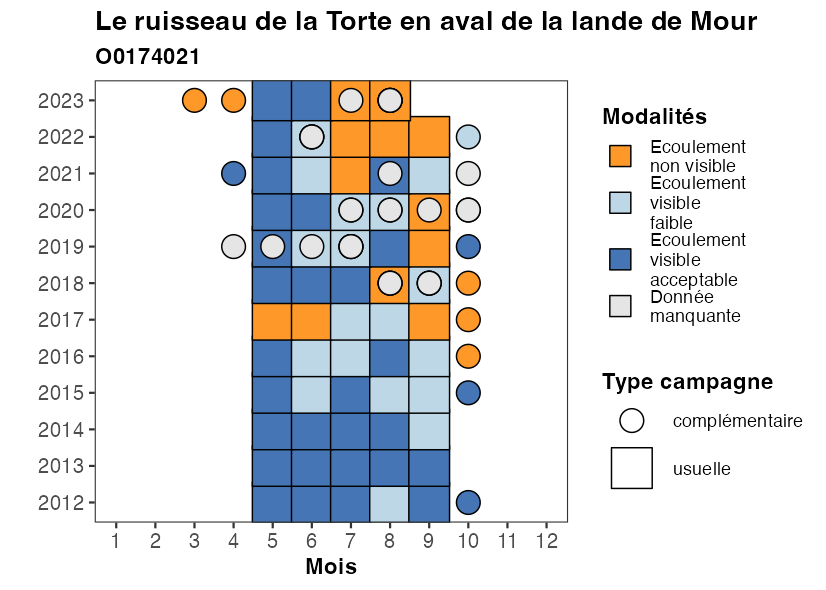 Le ruisseau de la Torte en aval de la lande de Mour
O0174021
2023
2022
2021
2020
2019
2018
2017
2016
2015
2014
2013
2012
1 2 3 4 5 6 7 8 9 10 11 12
Mois
Modalités
Ecoulement
non visible
Ecoulement
visible
faible
Ecoulement
visible
acceptable
Donnée
manquante
Type campagne
complémentaire
usuelle